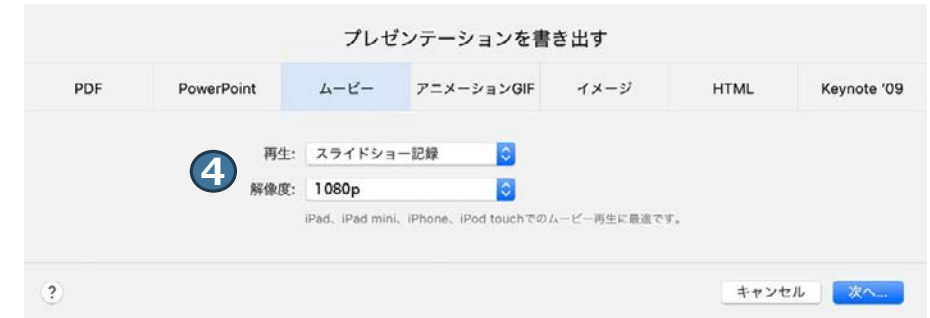 プレゼンテーションを書き出す
PDF PowerPoint ムービー アニメーションGIF イメージ HTML Keynote '09
4
再生: スライドショー記録
解像度: 1080p
iPad、iPad mini、iPhone、iPod touchでのムービー再生に最適です。
? キャンセル 次へ...